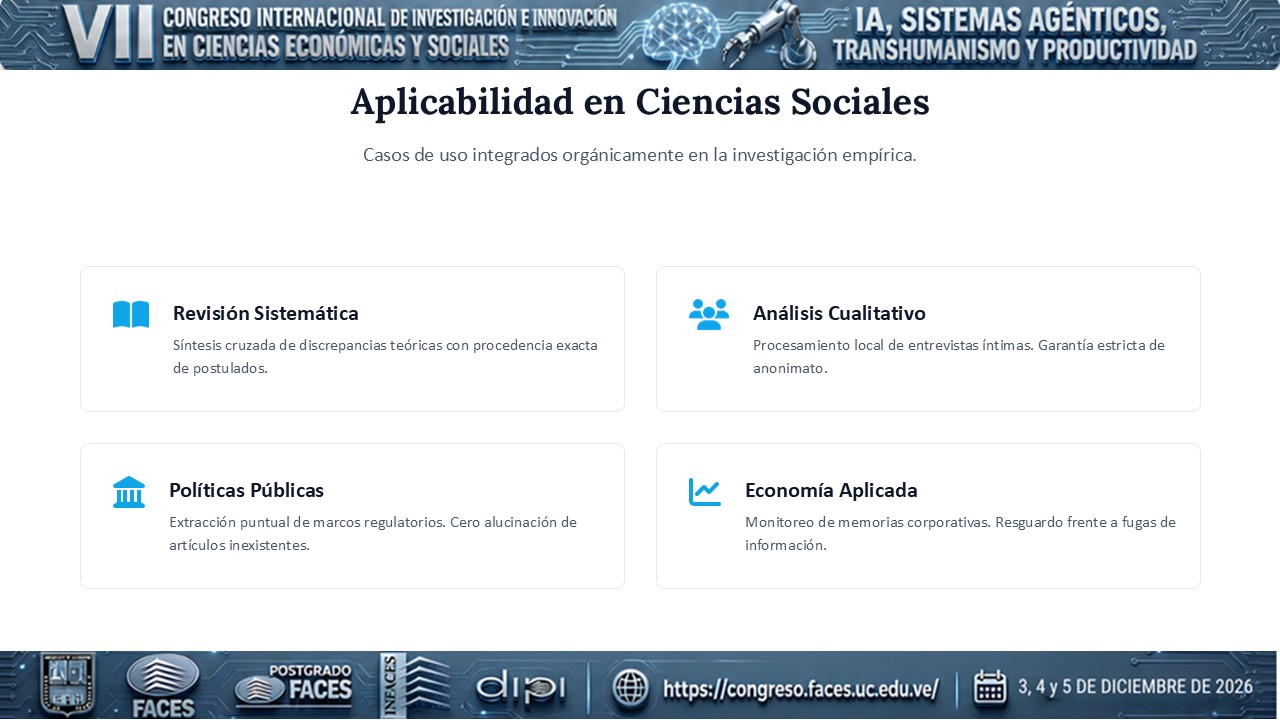 VII CONGRESO INTERNACIONAL DE INVESTIGACIÓN E INNOVACIÓN
EN CIENCIAS ECONÓMICAS Y SOCIALES
IA, SISTEMAS AGÉNTICOS,
TRANSHUMANISMO Y PRODUCTIVIDAD
Aplicabilidad en Ciencias Sociales
Casos de uso integrados orgánicamente en la investigación empírica.
Revisión Sistemática
Síntesis cruzada de discrepancias teóricas con procedencia exacta
de postulados.
Análisis Cualitativo
Procesamiento local de entrevistas íntimas. Garantía estricta de
anonimato.
Políticas Públicas
Extracción puntual de marcos regulatorios. Cero alucinación de
artículos inexistentes.
Economía Aplicada
Monitoreo de memorias corporativas. Resguardo frente a fugas de
información.
FACES
POSTGRADO
FACES
INFACES
dipi
https://congreso.faces.uc.edu.ve/
3, 4 y 5 DE DICIEMBRE DE 2026